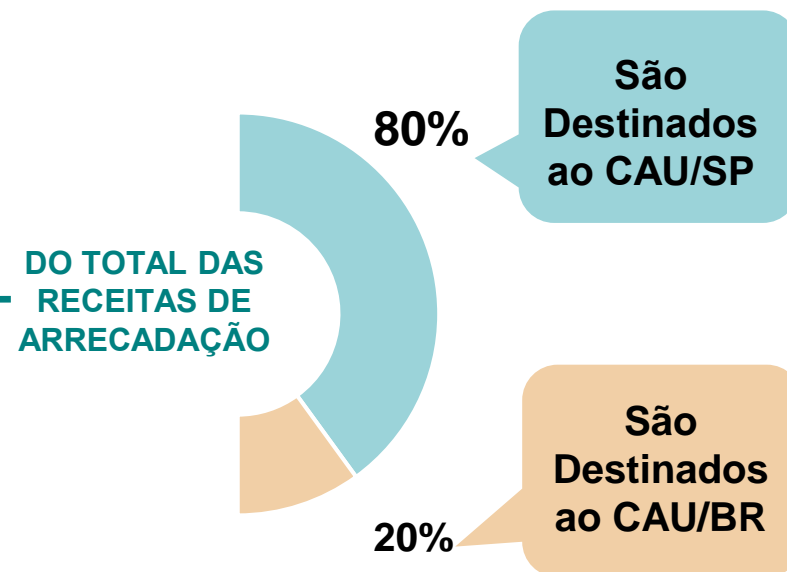 DO TOTAL DAS
RECEITAS DE
ARRECADAÇÃO
80%
São
Destinados
ao CAU/SP
20%
São
Destinados
ao CAU/BR